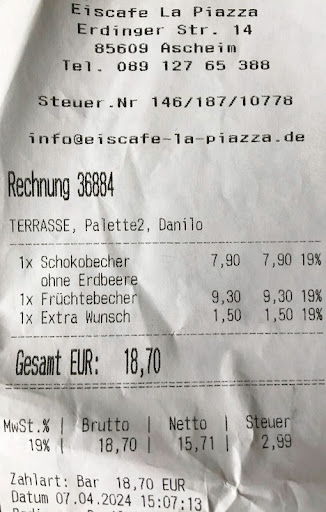 Eiscafe La Piazza
Erdinger Str. 14
85609 Ascheim
Tel. 089 127 65 388
Steuer.Nr 146/187/10778
info@eiscafe-la-piazza.de
Rechnung 36884
TERRASSE, Palette2, Danilo
1x Schokobecher 7,90 7,90 19%
ohne Erdbeere
1x Früchtebecher 9,30 9,30 19%
1x Extra Wunsch 1,50 1,50 19%
Gesamt EUR: 18,70
MwSt.% | Brutto | Netto | Steuer
19% | 18,70 | 15,71 | 2,99
Zahlart: Bar 18,70 EUR
Datum 07.04.2024 15:07:13